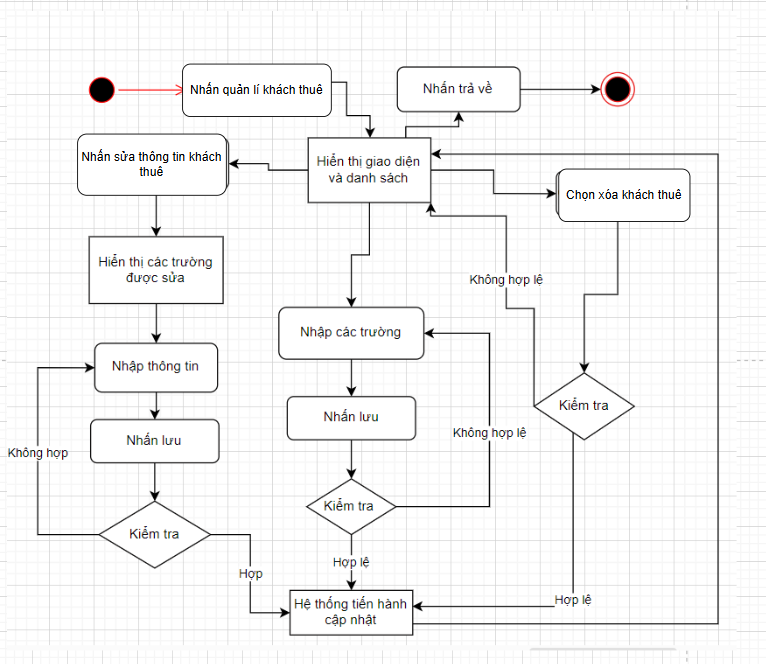 Nhấn quản lí khách thuê
Nhấn trả về
Nhấn sửa thông tin khách
thuê
Hiển thị giao diện
và danh sách
Chọn xóa khách thuê
Hiển thị các trường
được sửa
Không hợp lệ
Nhập các trường
Nhập thông tin
Kiểm tra
Nhấn lưu
Nhấn lưu
Không hợp lệ
Không hợp
Kiểm tra
Kiểm tra
Hợp lệ
Hợp
Hợp lệ
Hệ thống tiến hành
cập nhật